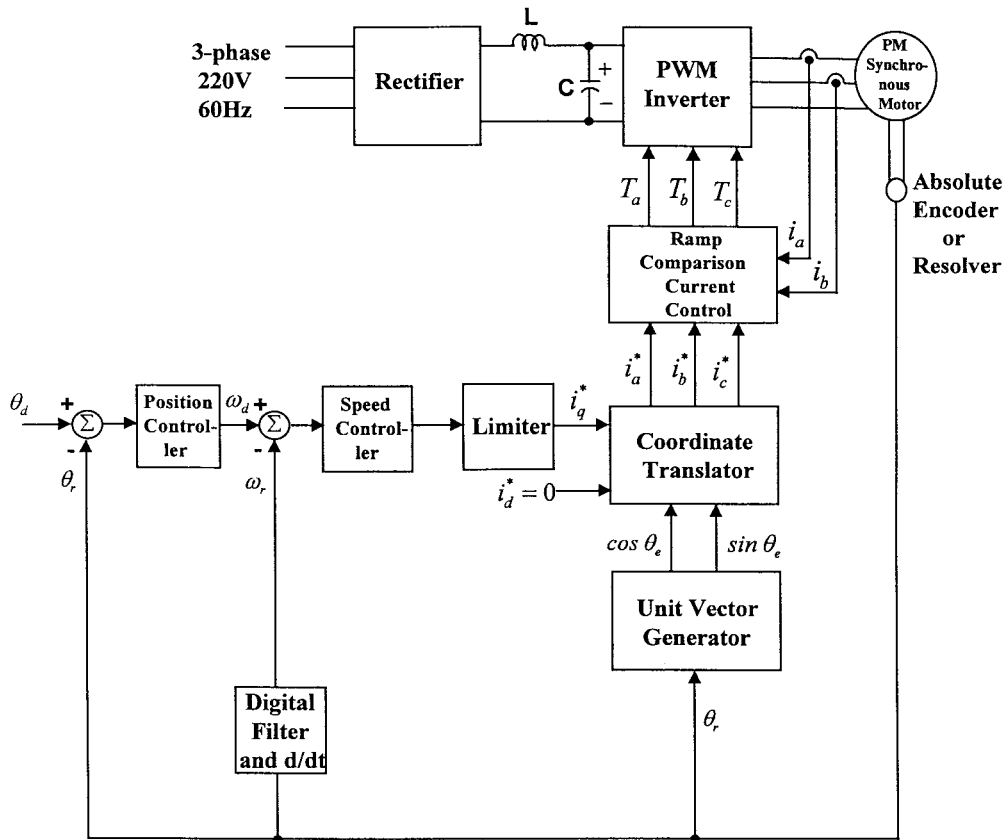 3-phase
220V
60Hz
Rectifier
L
C
+
−
PWM
Inverter
PM
Synchro-
nous
Motor
Absolute
Encoder
or
Resolver
T_a T_b T_c
i_a
i_b
Ramp
Comparison
Current
Control
i_a^* i_b^* i_c^*
θ_d
+
Σ
-
θ_r
Position
Control-
ler
ω_d
+
Σ
-
ω_r
Speed
Control-
ler
Limiter
i_q^*
i_d^* = 0
Coordinate
Translator
cos θ_e sin θ_e
Unit Vector
Generator
θ_r
Digital
Filter
and d/dt